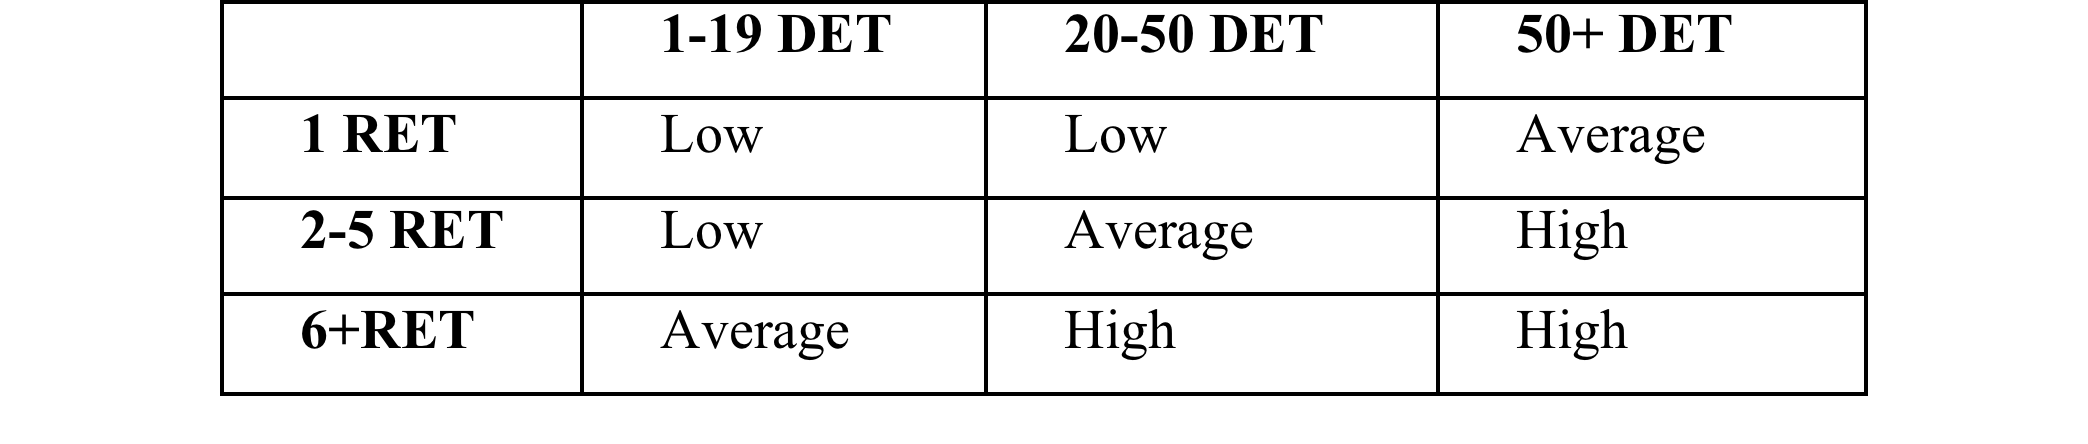 1-19 DET 20-50 DET 50+ DET
1 RET Low Low Average
2-5 RET Low Average High
6+RET Average High High